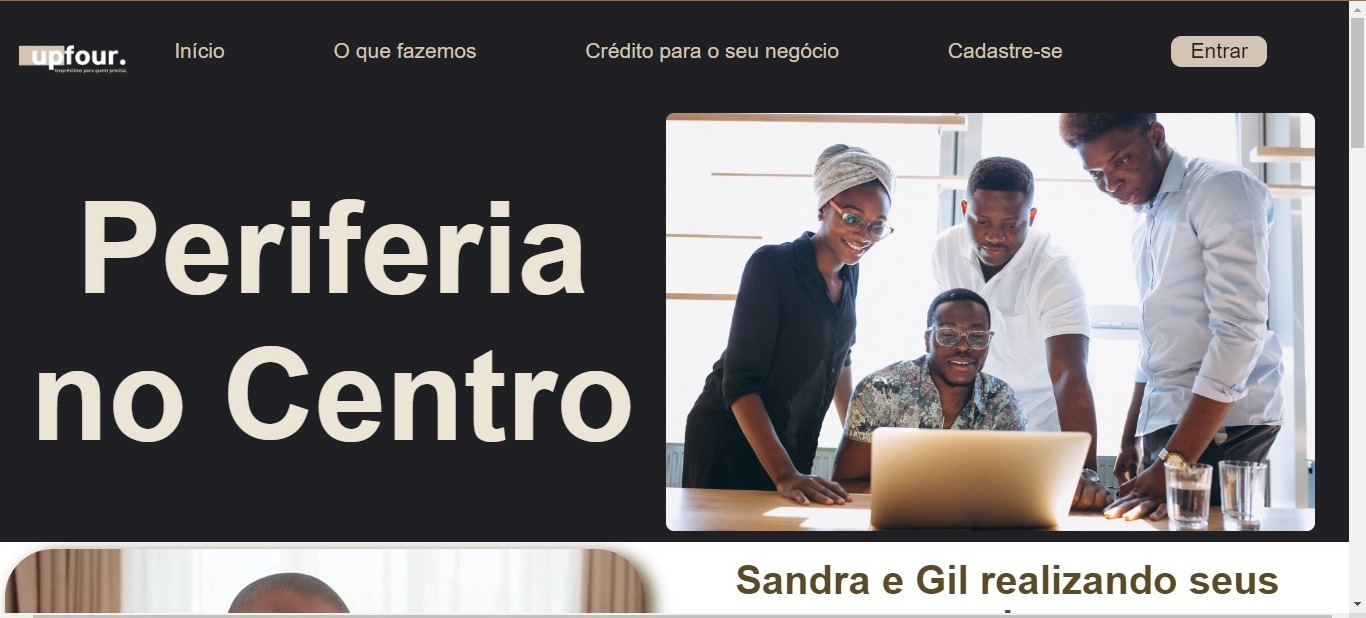 upfour.
Empréstimo para quem precisa.
Início
O que fazemos
Crédito para o seu negócio
Cadastre-se
Entrar
Periferia
no Centro
Sandra e Gil realizando seus